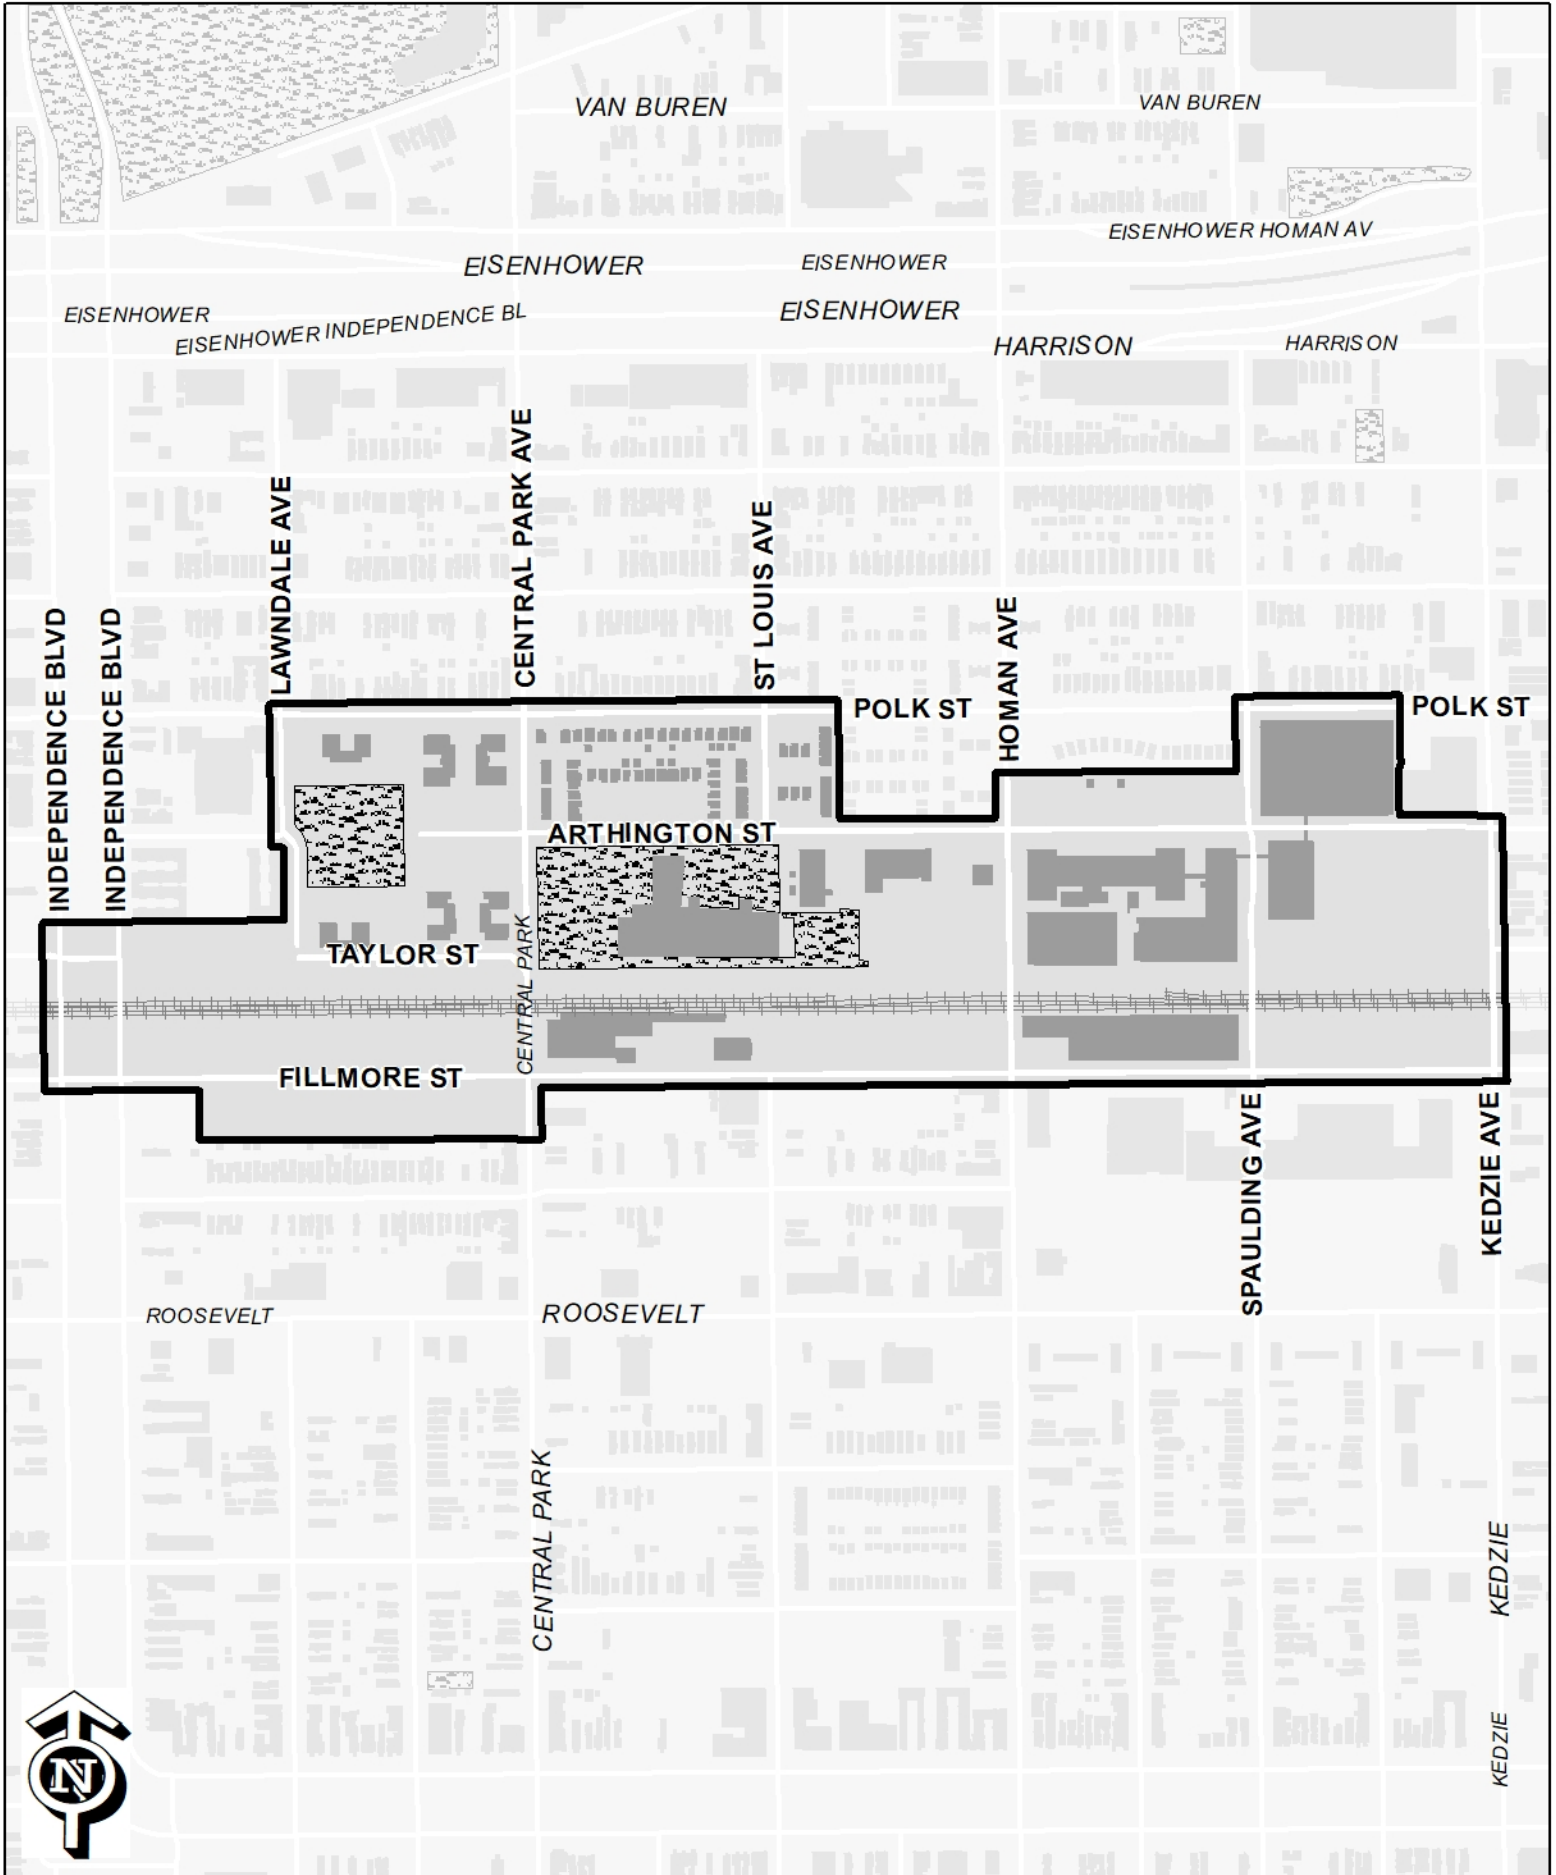 VAN BUREN
VAN BUREN
EISENHOWER HOMAN AV
EISENHOWER
EISENHOWER
EISENHOWER
EISENHOWER
EISENHOWER INDEPENDENCE BL
HARRISON
HARRISON
LAWNDALE AVE
CENTRAL PARK AVE
ST LOUIS AVE
HOMAN AVE
INDEPENDENCE BLVD
INDEPENDENCE BLVD
POLK ST
POLK ST
ARTHINGTON ST
TAYLOR ST
CENTRAL PARK
FILLMORE ST
SPAULDING AVE
KEDZIE AVE
ROOSEVELT
ROOSEVELT
CENTRAL PARK
KEDZIE
KEDZIE
N